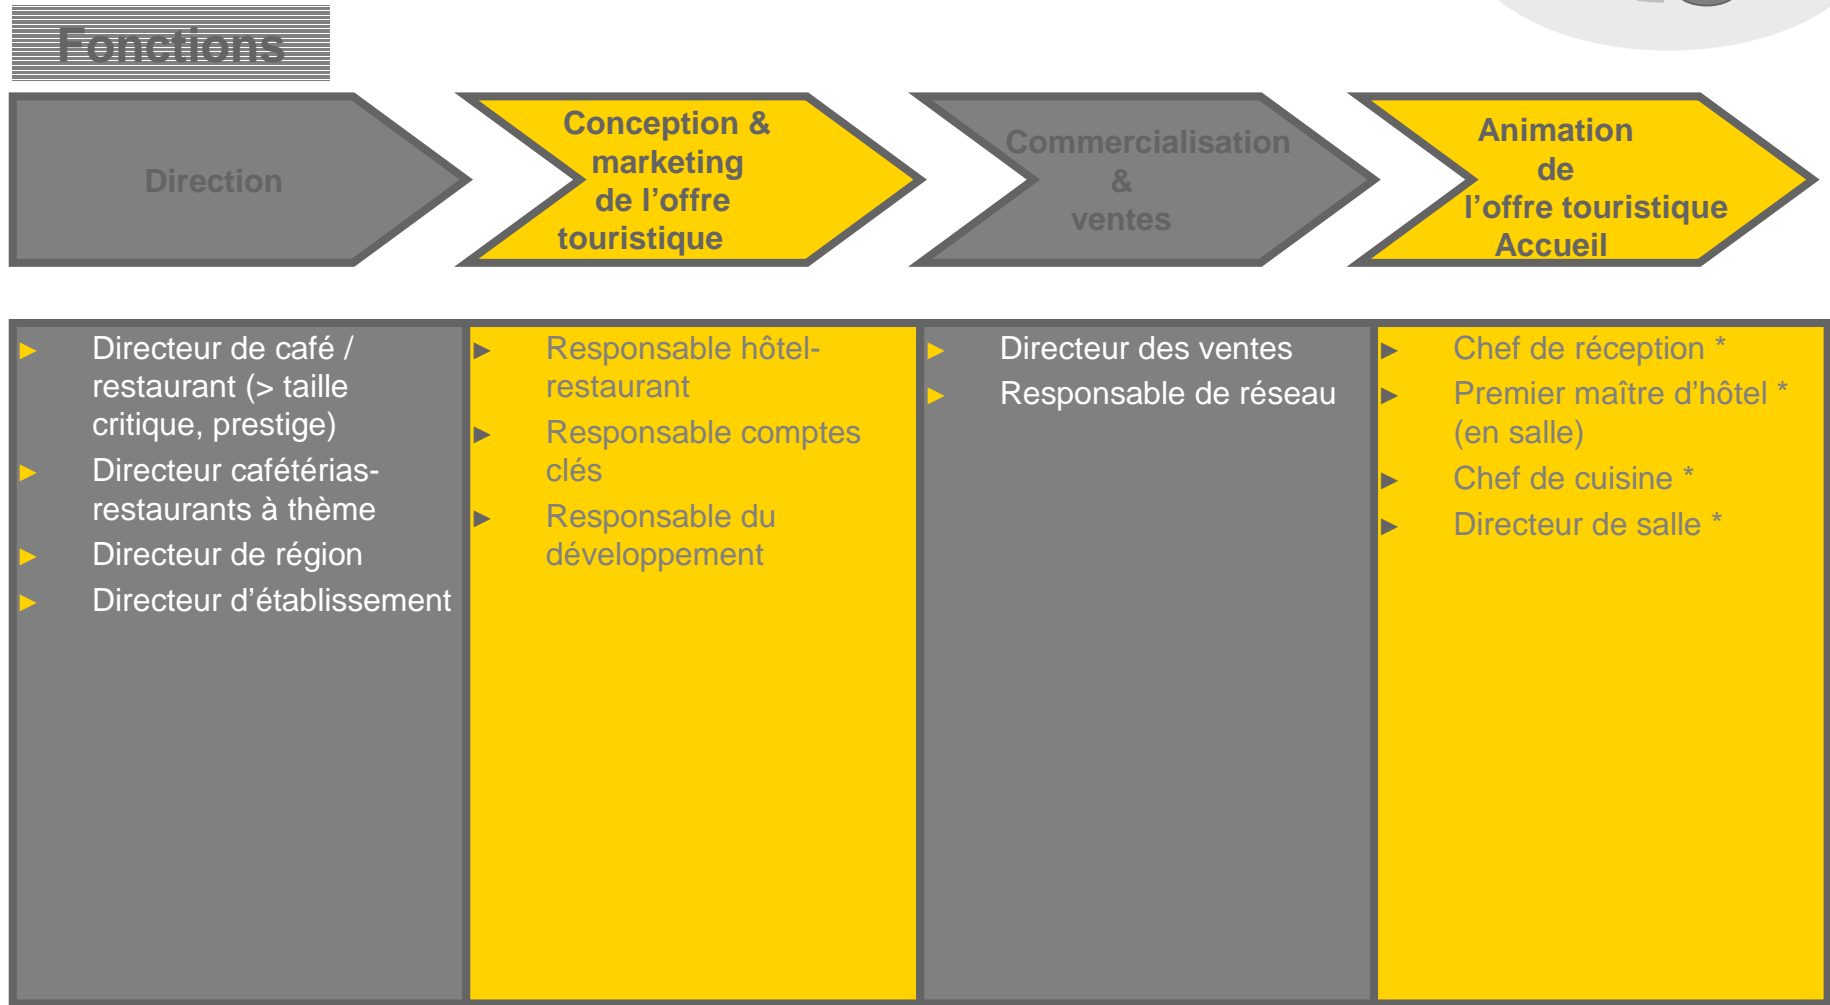 Fonctions
Direction
Conception &
marketing
de l’offre
touristique
Commercialisation
&
ventes
Animation
de
l’offre touristique
Accueil
► Directeur de café /
restaurant (> taille
critique, prestige)
► Directeur cafétérias-
restaurants à thème
► Directeur de région
► Directeur d’établissement
► Responsable hôtel-
restaurant
► Responsable comptes
clés
► Responsable du
développement
► Directeur des ventes
► Responsable de réseau
► Chef de réception *
► Premier maître d’hôtel *
(en salle)
► Chef de cuisine *
► Directeur de salle *